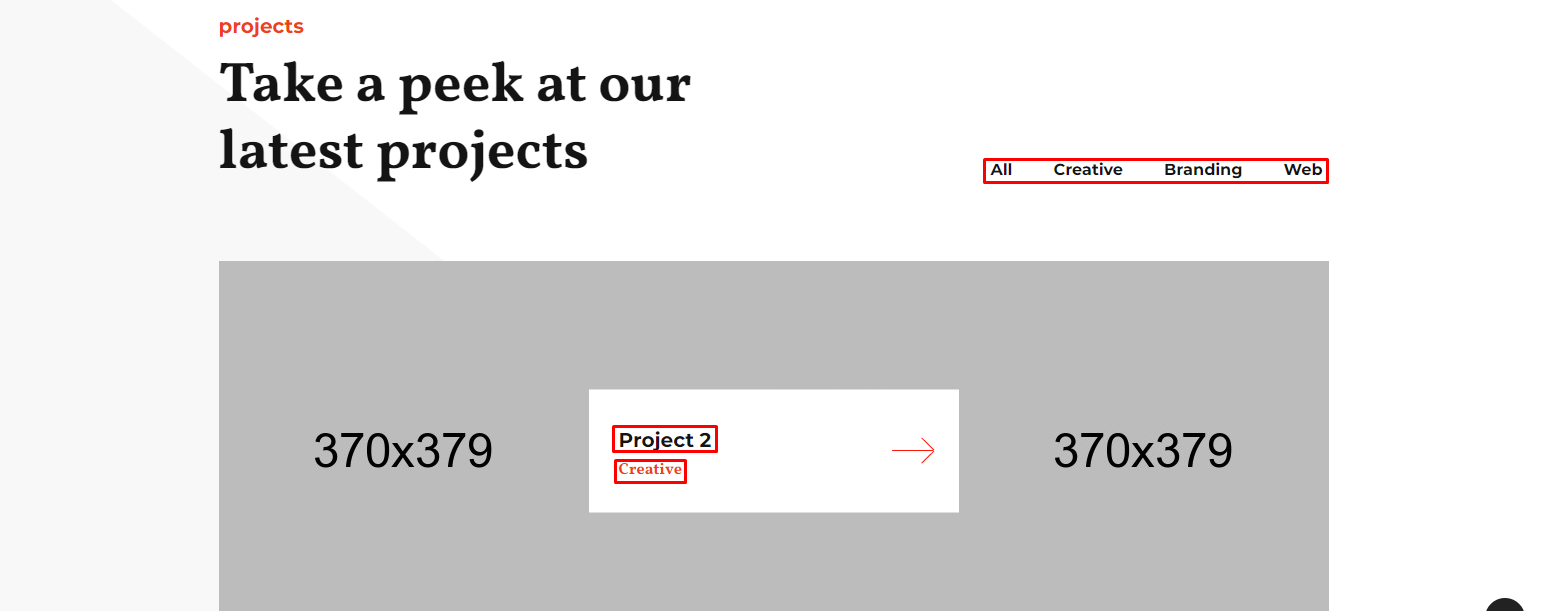 projects
Take a peek at our
latest projects
All Creative Branding Web
370x379
Project 2
Creative
370x379